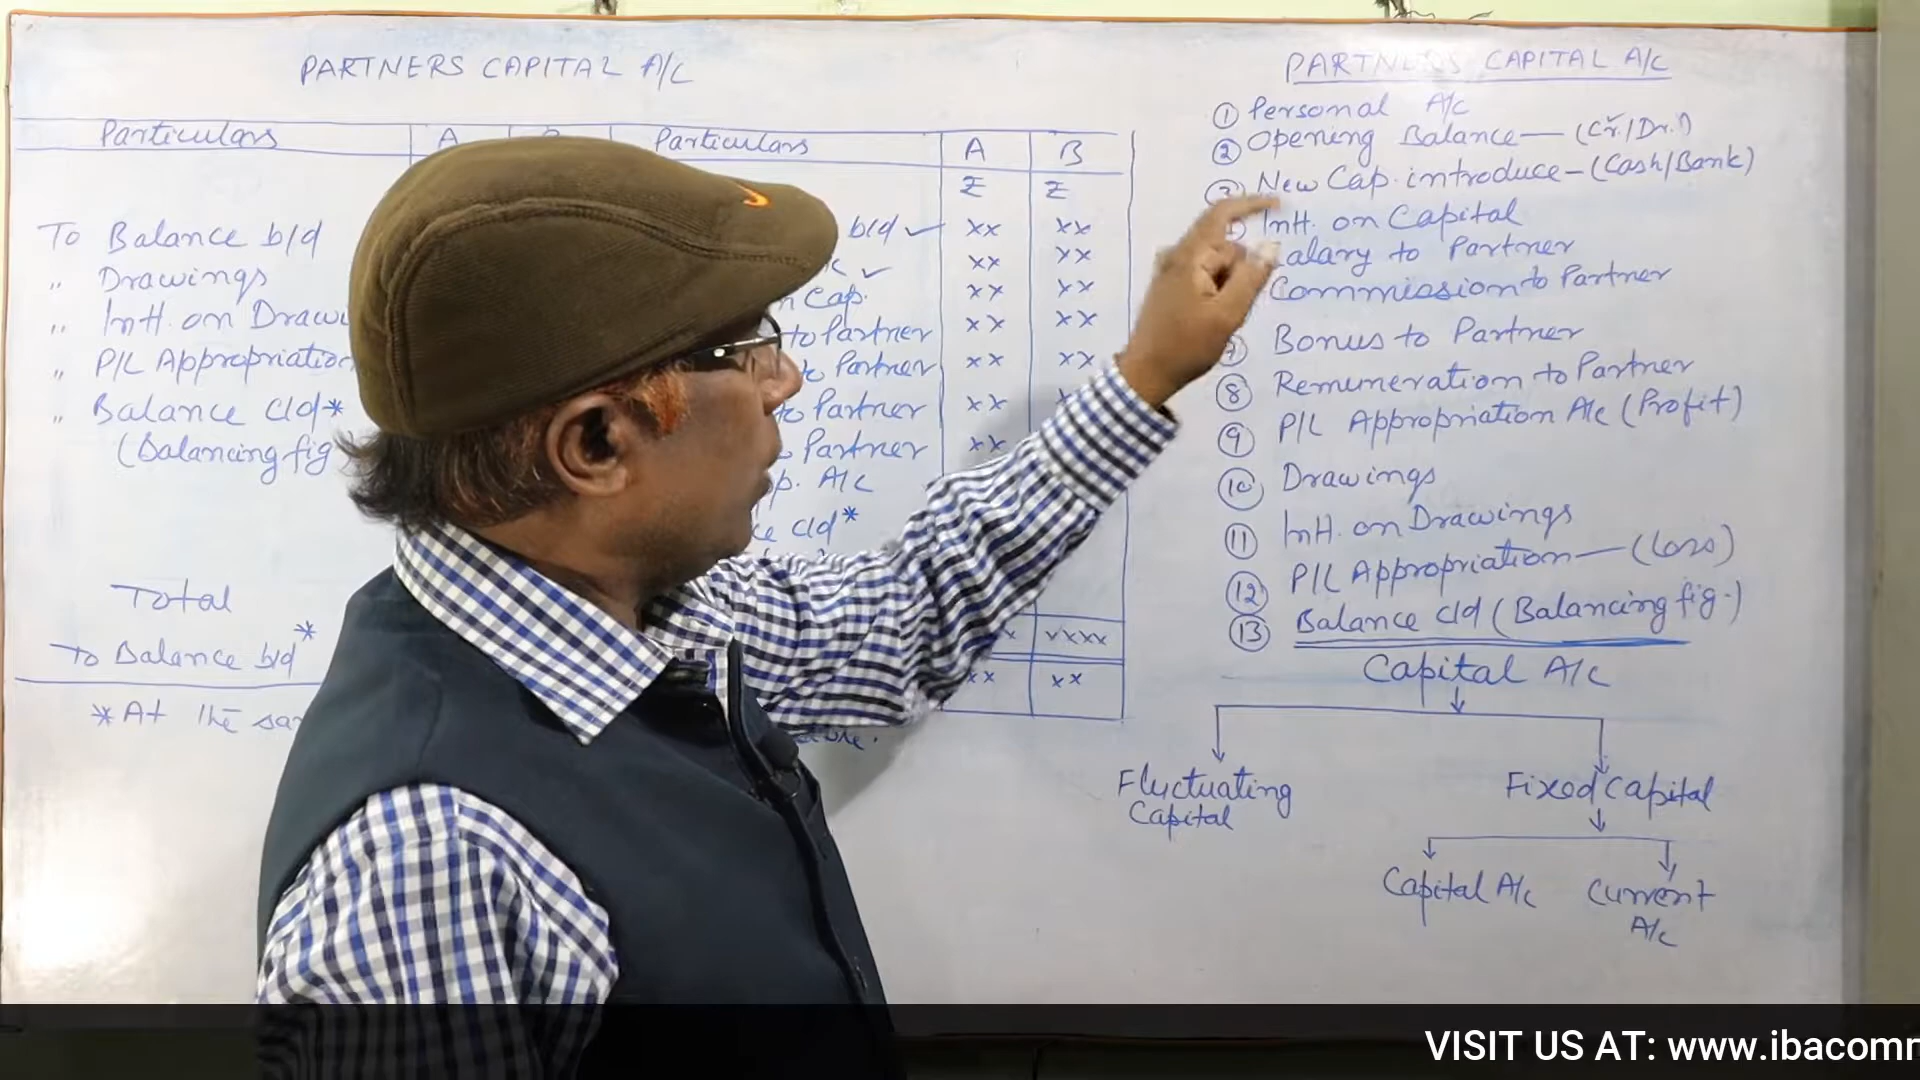 PARTNERS CAPITAL A/C
Particulars A Particulars A B
₹ ₹
To Balance b/d b/d ✓ xx xx
" Drawings ✓ xx xx
" Intt. on Cap. xx xx
" Intt. on Drawi to Partner xx xx
" P/L Appropriation Partner xx xx
" Balance c/d* to Partner xx
(Balancing fig Partner xx
p. A/c
c/d*
Total xxxx
To Balance b/d* xx xx
* At the
PARTNERS CAPITAL A/C
① Personal A/c
② Opening Balance — (Cr./Dr.)
③ New Cap. introduce – (Cash/Bank)
Intt. on Capital
Salary to Partner
Commission to Partner
⑦ Bonus to Partner
⑧ Remuneration to Partner
⑨ P/L Appropriation A/c (Profit)
⑩ Drawings
⑪ Intt. on Drawings
⑫ P/L Appropriation — (Loss)
⑬ Balance c/d (Balancing fig.)
Capital A/c
Fluctuating
Capital
Fixed Capital
Capital A/c
Current
A/c
VISIT US AT: www.ibacomr